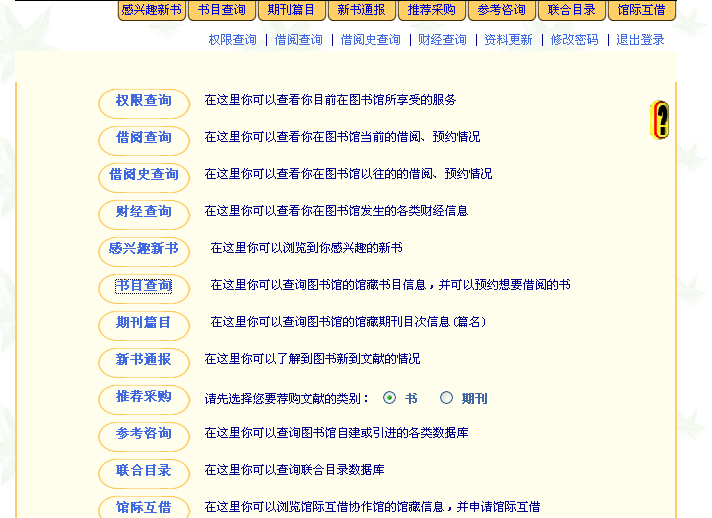 感兴趣新书 书目查询 期刊篇目 新书通报 推荐采购 参考咨询 联合目录 馆际互借
权限查询 | 借阅查询 | 借阅史查询 | 财经查询 | 资料更新 | 修改密码 | 退出登录
?
权限查询 在这里你可以查看你目前在图书馆所享受的服务
借阅查询 在这里你可以查看你在图书馆当前的借阅、预约情况
借阅史查询 在这里你可以查看你在图书馆以往的的借阅、预约情况
财经查询 在这里你可以查看你在图书馆发生的各类财经信息
感兴趣新书 在这里你可以浏览到你感兴趣的新书
书目查询 在这里你可以查询图书馆的馆藏书目信息，并可以预约想要借阅的书
期刊篇目 在这里你可以查询图书馆的馆藏期刊目次信息(篇名)
新书通报 在这里你可以了解到图书新到文献的情况
推荐采购 请先选择您要荐购文献的类别： 书 期刊
参考咨询 在这里你可以查询图书馆自建或引进的各类数据库
联合目录 在这里你可以查询联合目录数据库
馆际互借 在这里你可以浏览馆际互借协作馆的馆藏信息，并申请馆际互借